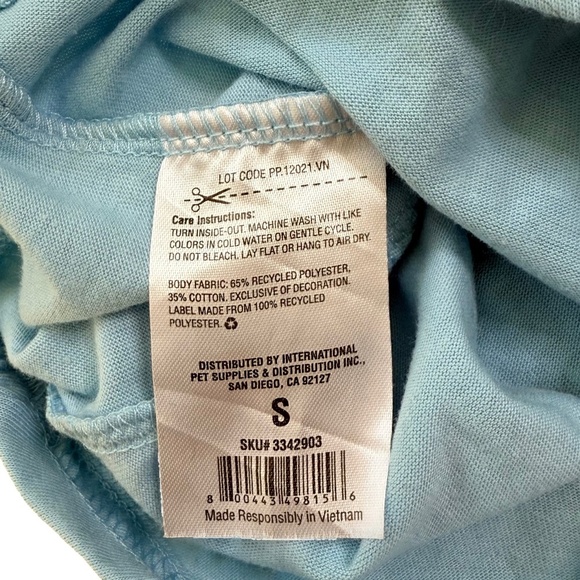 LOT CODE PP.12021.VN
Care Instructions:
TURN INSIDE-OUT. MACHINE WASH WITH LIKE
COLORS IN COLD WATER ON GENTLE CYCLE.
DO NOT BLEACH. LAY FLAT OR HANG TO AIR DRY.
BODY FABRIC: 65% RECYCLED POLYESTER,
35% COTTON. EXCLUSIVE OF DECORATION.
LABEL MADE FROM 100% RECYCLED
POLYESTER.
DISTRIBUTED BY INTERNATIONAL
PET SUPPLIES & DISTRIBUTION INC.,
SAN DIEGO, CA 92127
S
SKU# 3342903
8 00443 49815 6
Made Responsibly in Vietnam